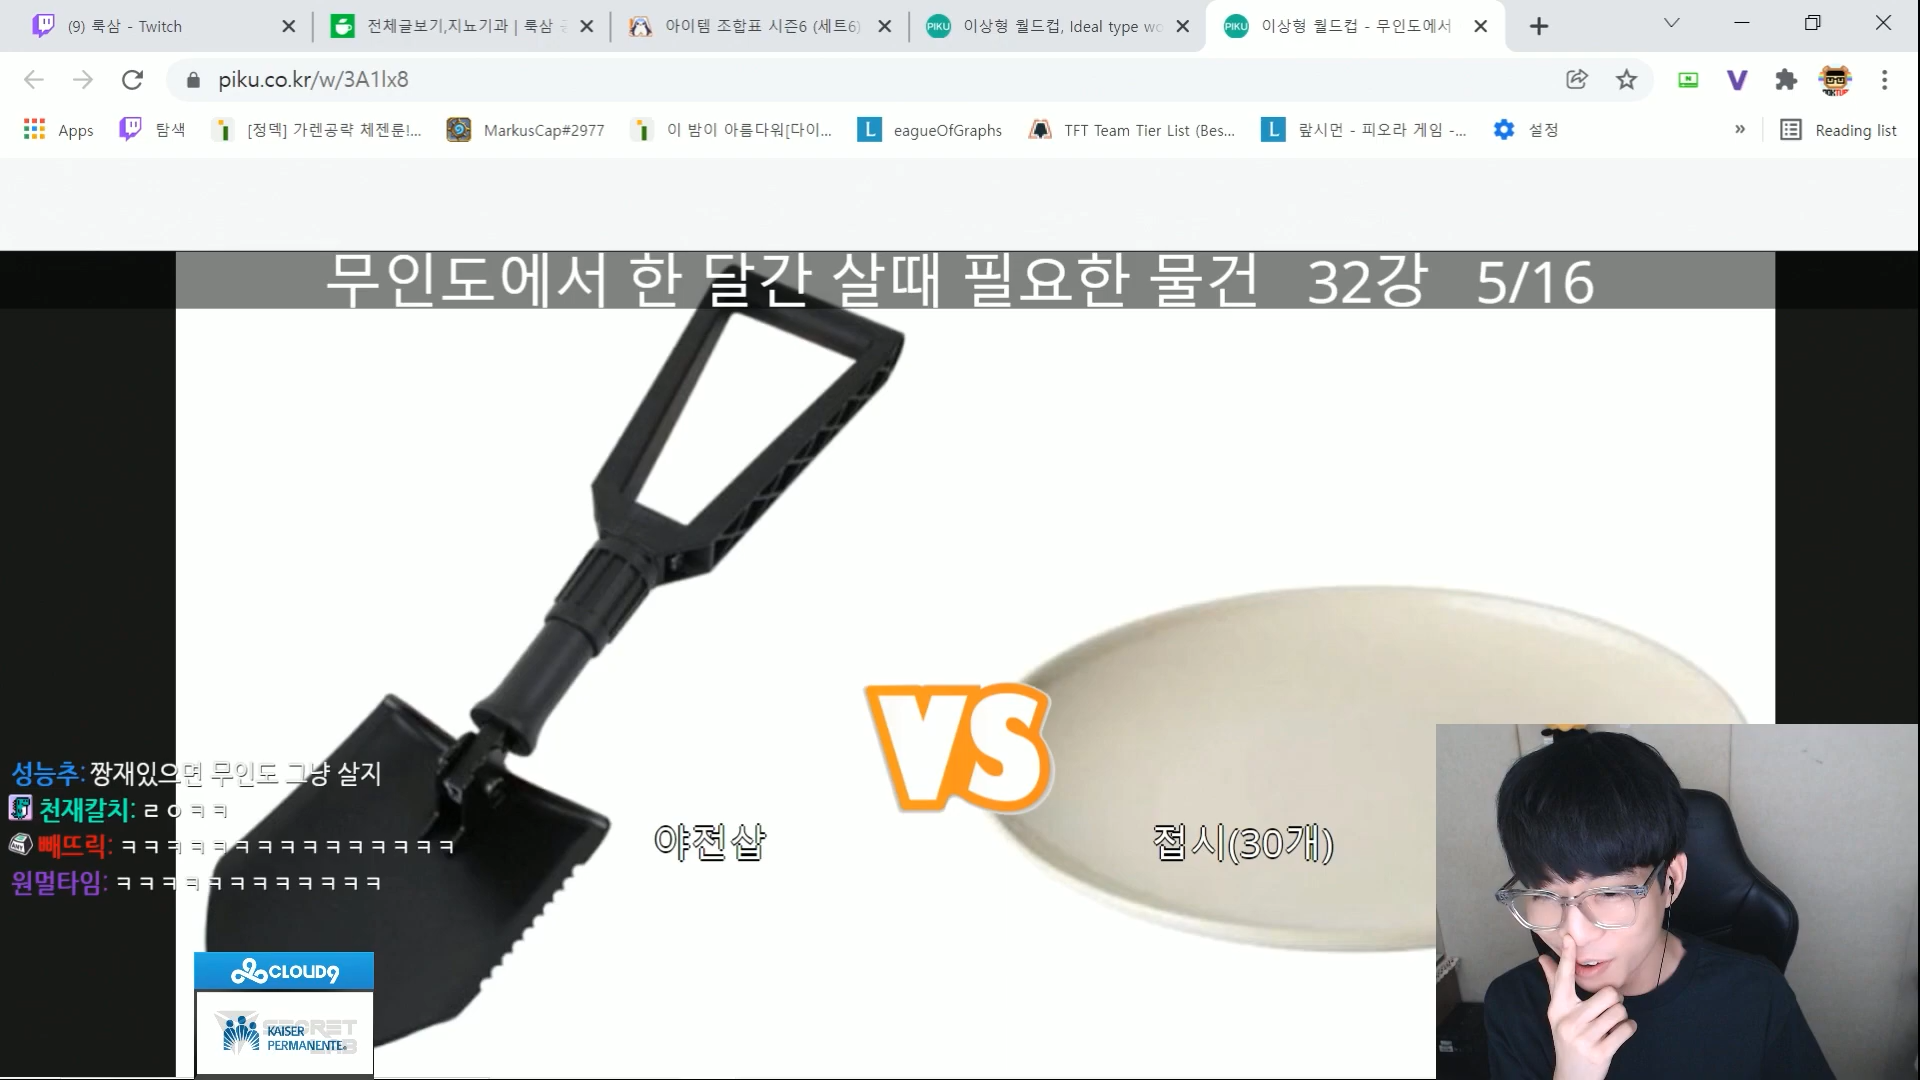 (9) 룩삼 - Twitch
전체글보기,지뇨기과 | 룩삼 공
아이템 조합표 시즌6 (세트6)
이상형 월드컵, Ideal type wo
이상형 월드컵 - 무인도에서
piku.co.kr/w/3A1lx8
Apps
탐색
[정덱] 가렌공략 체젠룬!...
MarkusCap#2977
이 밤이 아름다워[다이...
eagueOfGraphs
TFT Team Tier List (Bes...
랖시먼 - 피오라 게임 -...
설정
Reading list
무인도에서 한 달간 살때 필요한 물건 32강 5/16
VS
야전삽
접시(30개)
성능추: 짱재있으면 무인도 그냥 살지
천재칼치: ㄹㅇㅋㅋ
빼뜨릭: ㅋㅋㅋㅋㅋㅋㅋㅋㅋㅋㅋㅋㅋㅋㅋ
원멀타임: ㅋㅋㅋㅋㅋㅋㅋㅋㅋㅋㅋㅋ
CLOUD9
KAISER
PERMANENTE